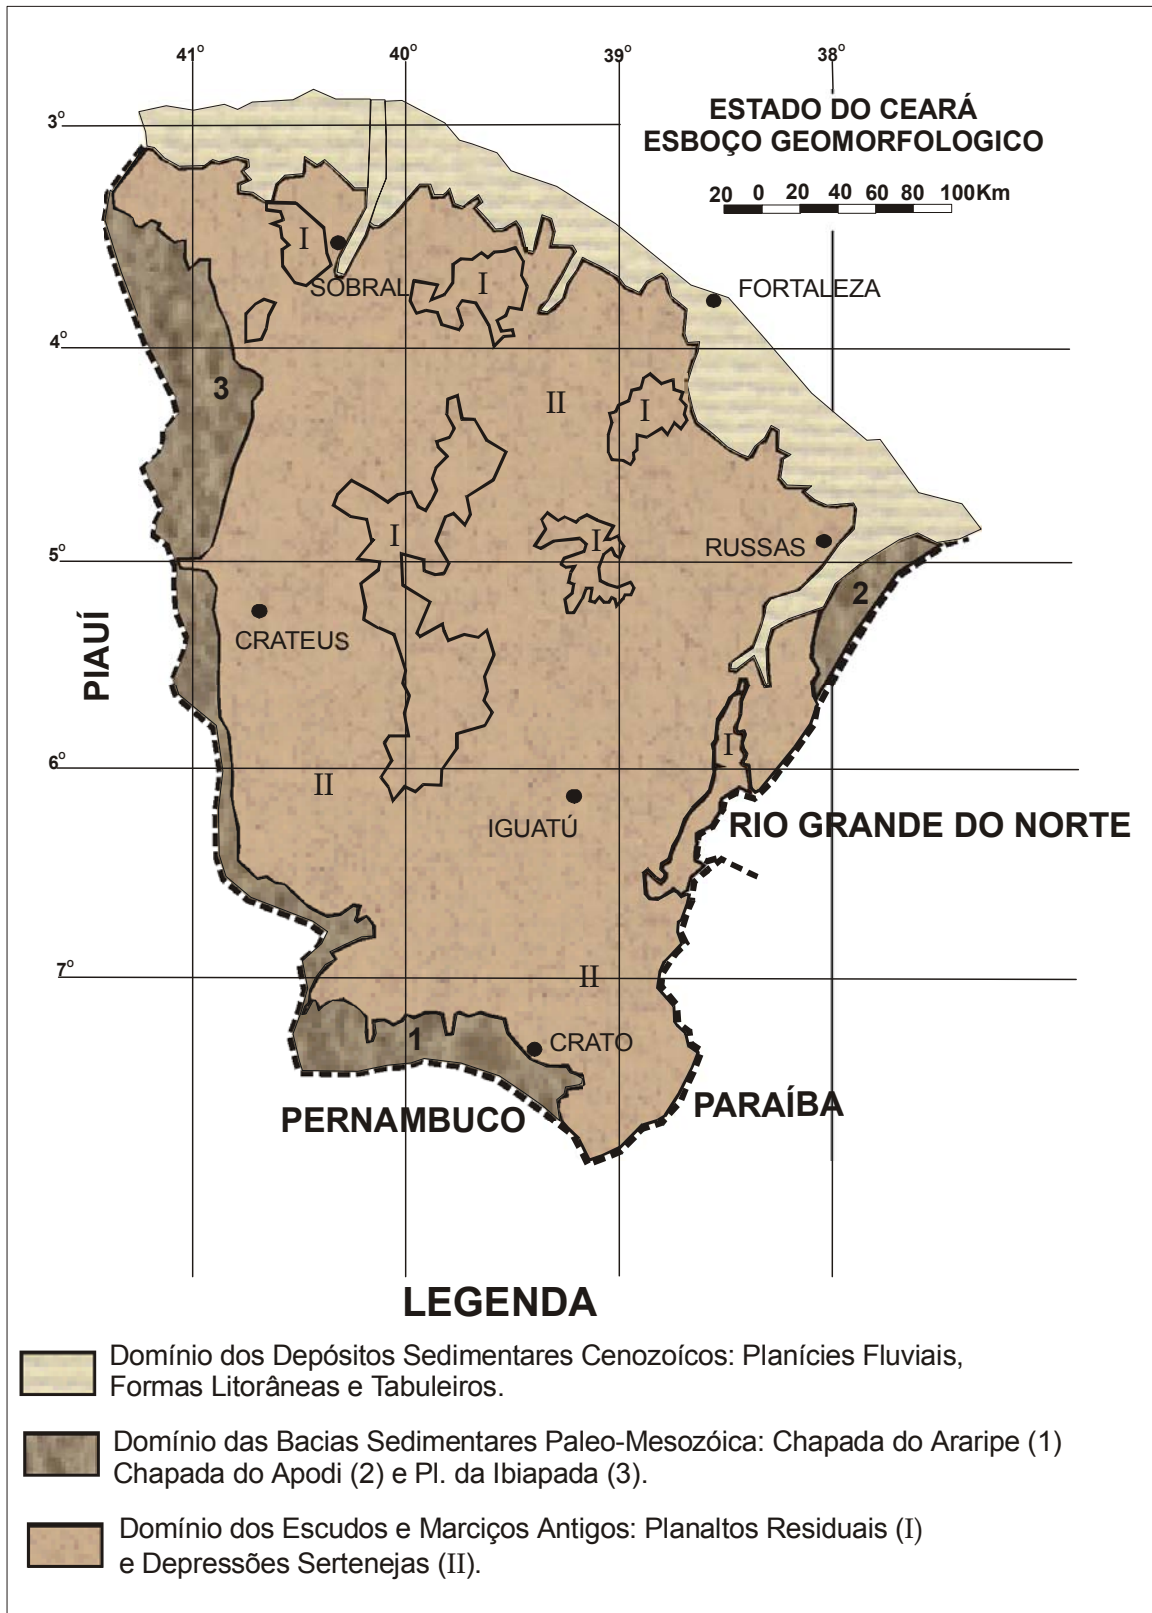 41°
40°
39°
38°
ESTADO DO CEARÁ
ESBOÇO GEOMORFOLOGICO
20 0 20 40 60 80 100Km
3°
I
SOBRAL
I
FORTALEZA
4°
3
II
I
I
I
RUSSAS
5°
2
CRATEUS
PIAUÍ
I
6°
II
IGUATÚ
RIO GRANDE DO NORTE
7°
II
1
CRATO
PERNAMBUCO
PARAÍBA
LEGENDA
Domínio dos Depósitos Sedimentares Cenozoícos: Planícies Fluviais,
Formas Litorâneas e Tabuleiros.
Domínio das Bacias Sedimentares Paleo-Mesozóica: Chapada do Araripe (1)
Chapada do Apodi (2) e Pl. da Ibiapada (3).
Domínio dos Escudos e Marciços Antigos: Planaltos Residuais (I)
e Depressões Sertenejas (II).